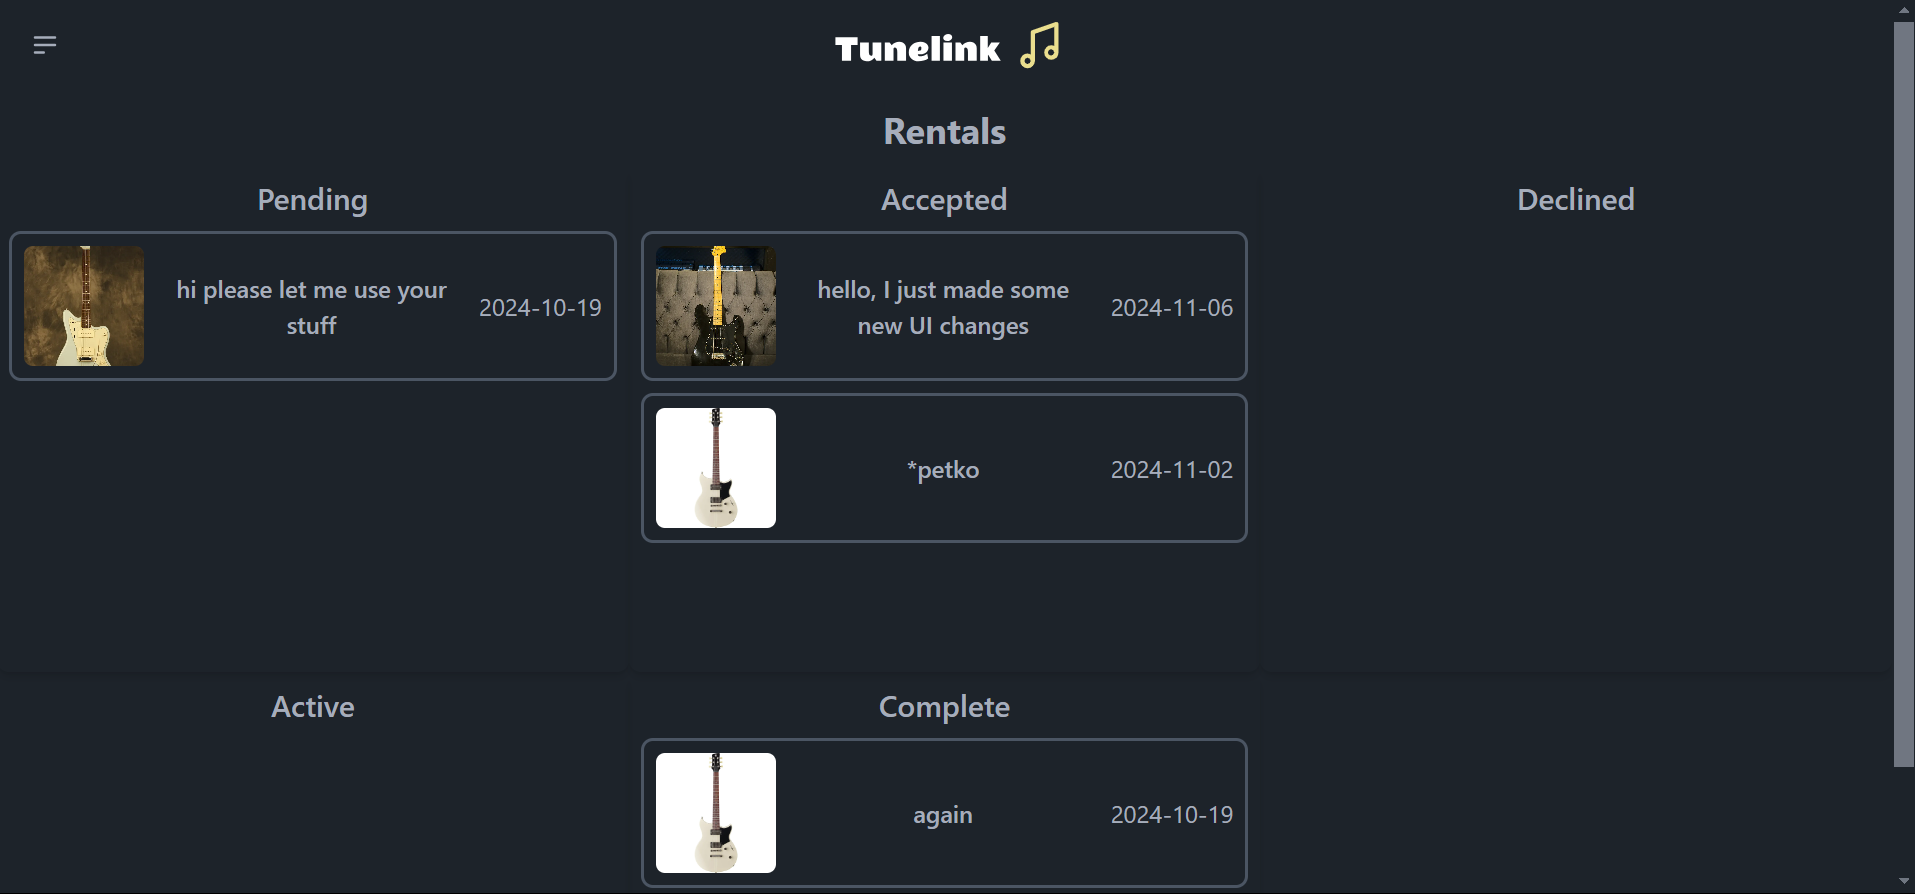 Tunelink
Rentals
Pending
hi please let me use your
stuff
2024-10-19
Accepted
hello, I just made some
new UI changes
2024-11-06
*petko
2024-11-02
Declined
Active
Complete
again
2024-10-19